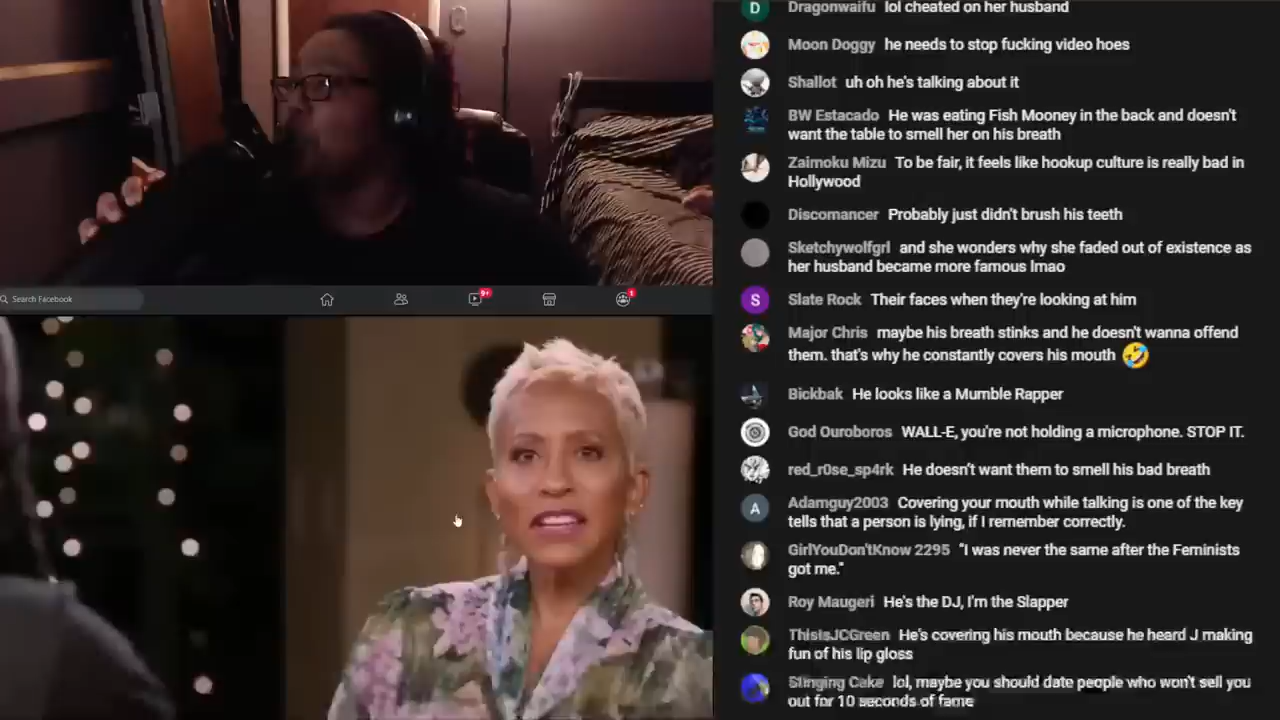 Search Facebook
9+
1
D
Dragonwaifu lol cheated on her husband
Moon Doggy he needs to stop fucking video hoes
Shallot uh oh he's talking about it
BW Estacado He was eating Fish Mooney in the back and doesn't
want the table to smell her on his breath
Zaimoku Mizu To be fair, it feels like hookup culture is really bad in
Hollywood
Discomancer Probably just didn't brush his teeth
Sketchywolfgrl and she wonders why she faded out of existence as
her husband became more famous lmao
S
Slate Rock Their faces when they're looking at him
Major Chris maybe his breath stinks and he doesn't wanna offend
them. that's why he constantly covers his mouth 🤣
Bickbak He looks like a Mumble Rapper
God Ouroboros WALL-E, you're not holding a microphone. STOP IT.
red_r0se_sp4rk He doesn't want them to smell his bad breath
A
Adamguy2003 Covering your mouth while talking is one of the key
tells that a person is lying, if I remember correctly.
GirlYouDon'tKnow 2295 "I was never the same after the Feminists
got me."
Roy Maugeri He's the DJ, I'm the Slapper
ThisIsJCGreen He's covering his mouth because he heard J making
fun of his lip gloss
Stinging Cake lol, maybe you should date people who won't sell you
out for 10 seconds of fame